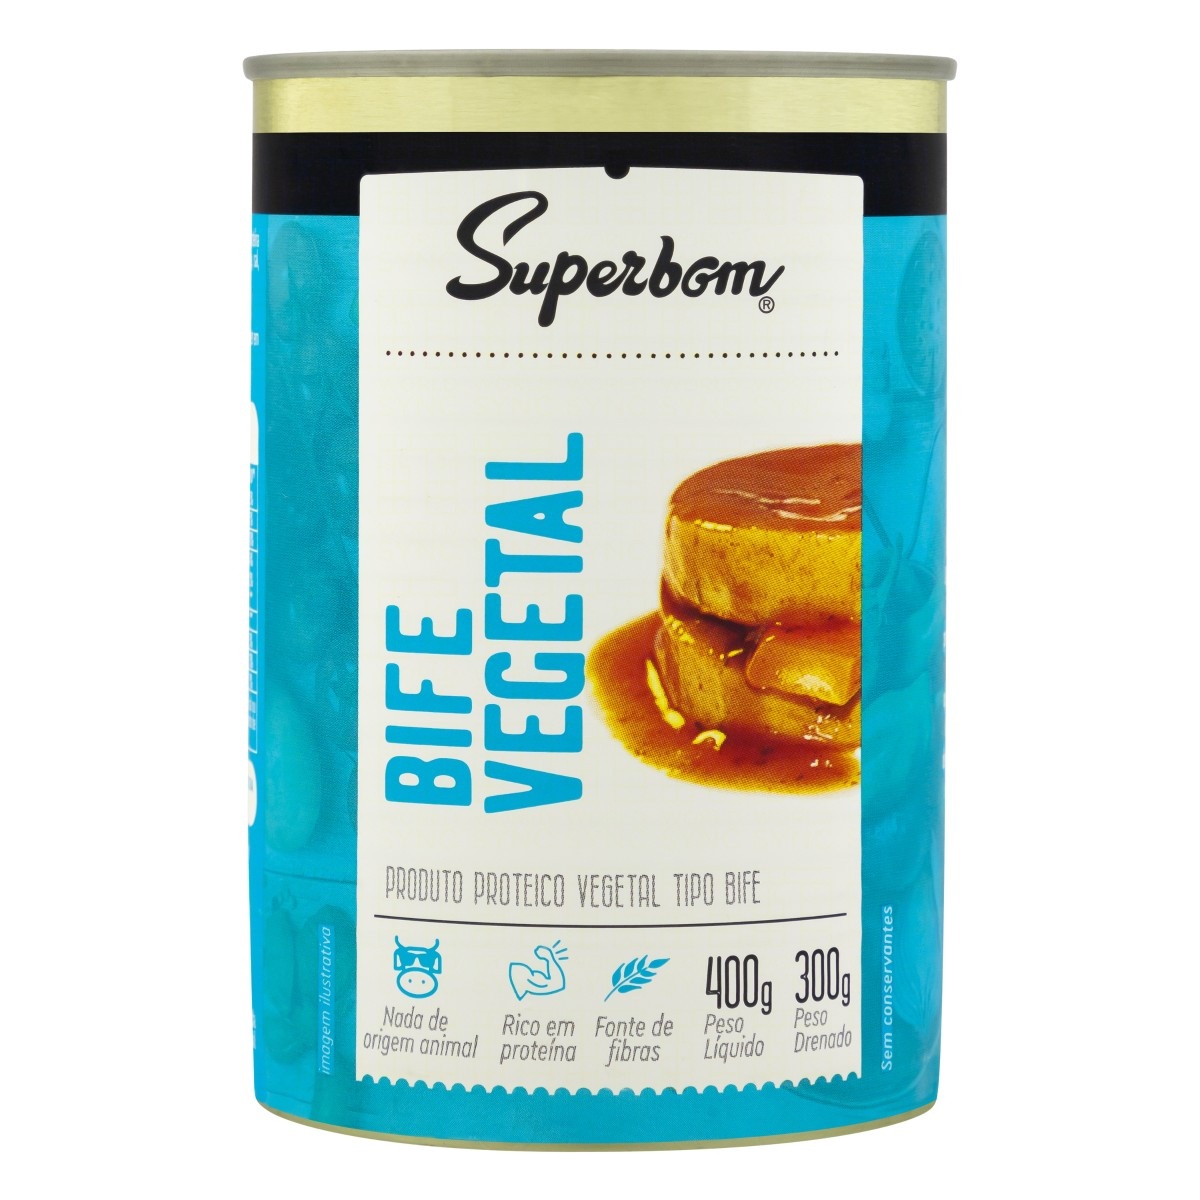 Superbom®
BIFE
VEGETAL
PRODUTO PROTEICO VEGETAL TIPO BIFE
Nada de
origem animal
Rico em
proteína
Fonte de
fibras
400g
Peso
Líquido
300g
Peso
Drenado
imagem ilustrativa
Sem conservantes